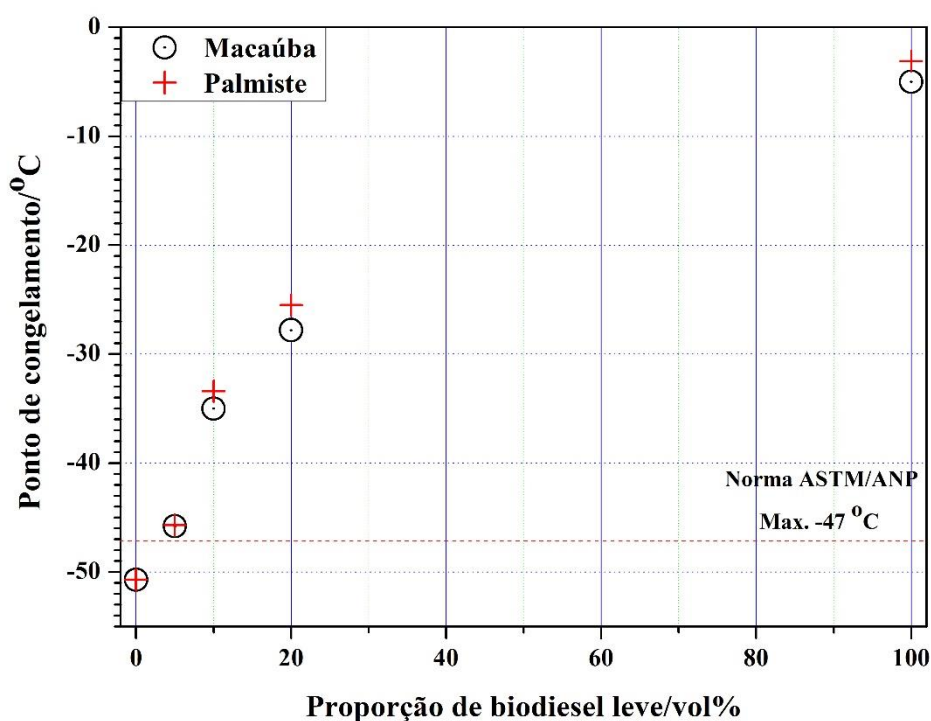 Ponto de congelamento/°C
0
-10
-20
-30
-40
-50
Macaúba
Palmiste
Norma ASTM/ANP
Max. -47 °C
0 20 40 60 80 100
Proporção de biodiesel leve/vol%